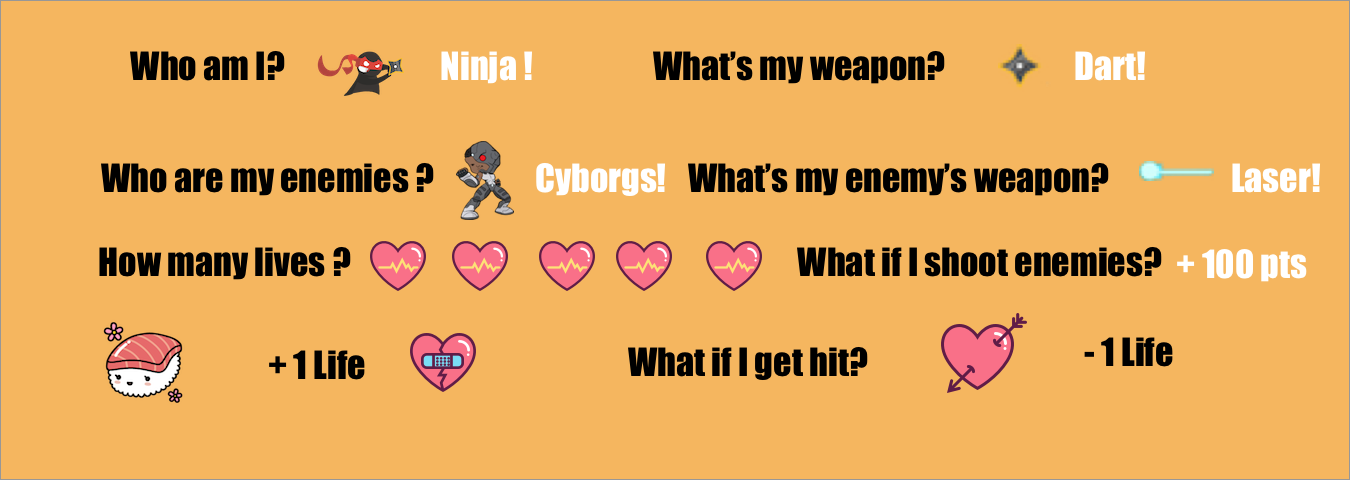 Who am I? Ninja ! What’s my weapon? Dart!
Who are my enemies ? Cyborgs! What’s my enemy’s weapon? Laser!
How many lives ? What if I shoot enemies? + 100 pts
+ 1 Life What if I get hit? - 1 Life